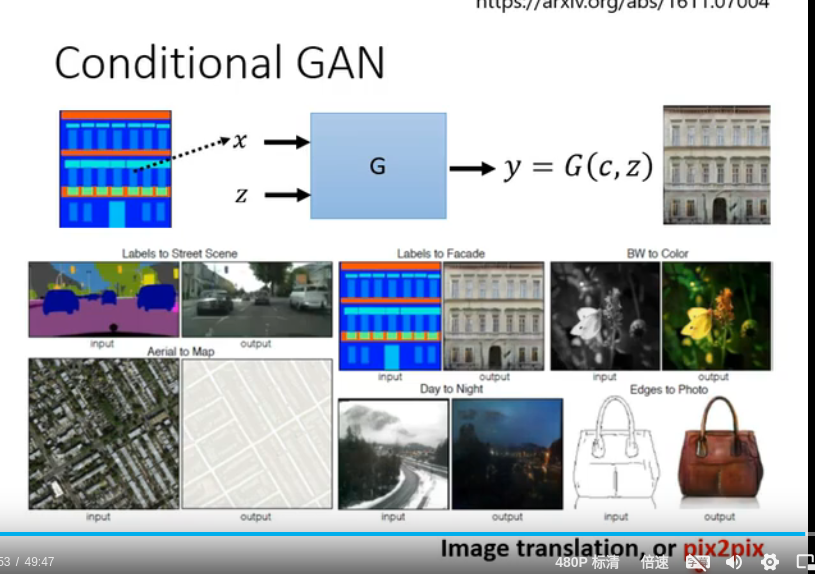 https://arxiv.org/abs/1611.07004
Conditional GAN
x
G
y = G(c, z)
z
Labels to Street Scene
Labels to Facade
BW to Color
input
output
Aerial to Map
input
output
input
output
Day to Night
Edges to Photo
input
output
input
output
input
output
Image translation, or pix2pix
53 / 49:47
480P 标清
倍速